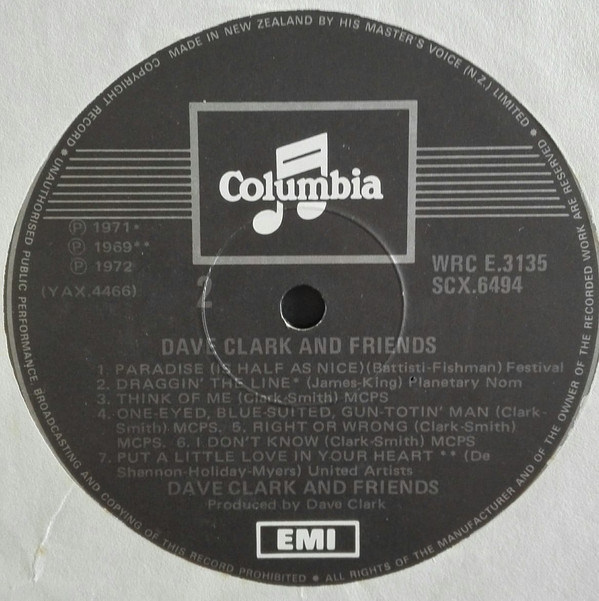 COPYRIGHT RECORD • UNAUTHORISED PUBLIC PERFORMANCE, BROADCASTING AND COPYING OF THIS RECORD PROHIBITED • ALL RIGHTS OF THE MANUFACTURER AND OF THE OWNER OF THE RECORDED WORK ARE RESERVED •
MADE IN NEW ZEALAND BY HIS MASTER'S VOICE (N.Z.) LIMITED
Columbia
Ⓟ 1971*
Ⓟ 1969**
Ⓟ 1972
(YAX.4466)
2
WRC E.3135
SCX.6494
DAVE CLARK AND FRIENDS
1. PARADISE (IS HALF AS NICE)(Battisti-Fishman) Festival
2. DRAGGIN' THE LINE* (James-King) Planetary Nom
3. THINK OF ME (Clark-Smith) MCPS
4. ONE-EYED, BLUE-SUITED, GUN-TOTIN' MAN (Clark-
Smith) MCPS. 5. RIGHT OR WRONG (Clark-Smith)
MCPS. 6. I DON'T KNOW (Clark-Smith) MCPS
7. PUT A LITTLE LOVE IN YOUR HEART ** (De
Shannon-Holiday-Myers) United Artists
DAVE CLARK AND FRIENDS
Produced by Dave Clark
EMI